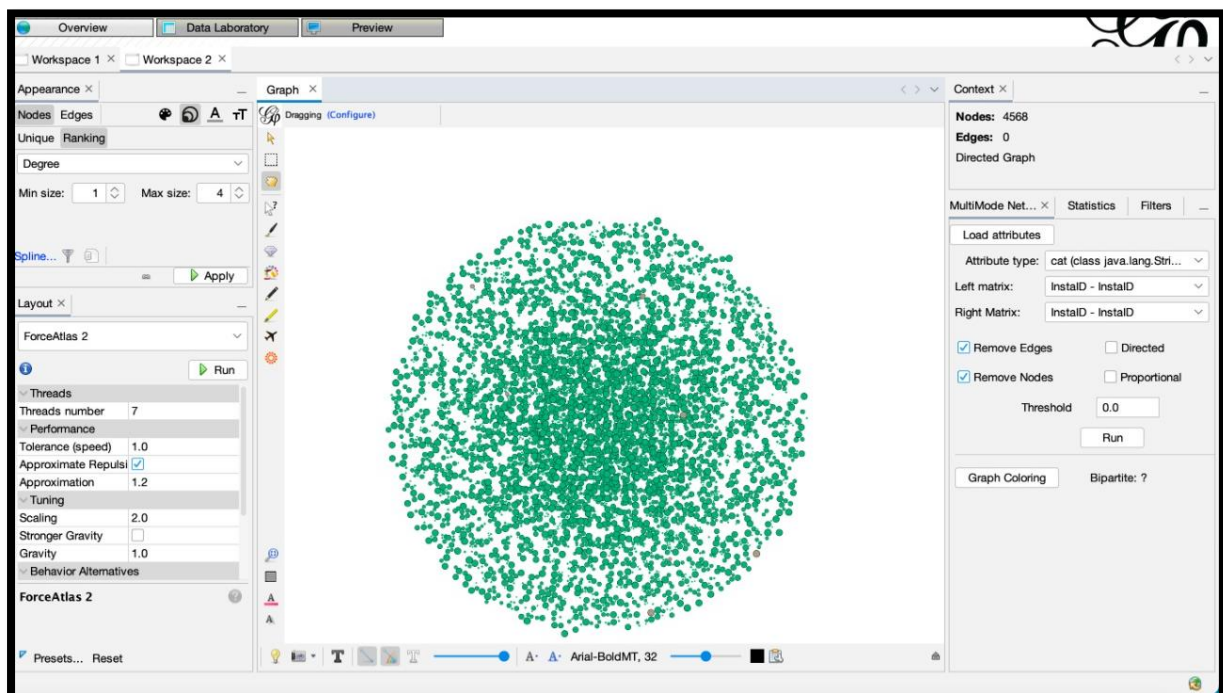 Overview Data Laboratory Preview
Workspace 1 × Workspace 2 ×
Appearance ×
Nodes Edges
Unique Ranking
Degree
Min size: 1 Max size: 4
Spline...
Apply
Layout ×
ForceAtlas 2
Run
Threads
Threads number 7
Performance
Tolerance (speed) 1.0
Approximate Repulsi
Approximation 1.2
Tuning
Scaling 2.0
Stronger Gravity
Gravity 1.0
Behavior Alternatives
ForceAtlas 2
Presets... Reset
Graph ×
Dragging (Configure)
A- A- Arial-BoldMT, 32
Context ×
Nodes: 4568
Edges: 0
Directed Graph
MultiMode Net... × Statistics Filters
Load attributes
Attribute type: cat (class java.lang.Stri...
Left matrix: InstaID - InstaID
Right Matrix: InstaID - InstaID
Remove Edges Directed
Remove Nodes Proportional
Threshold 0.0
Run
Graph Coloring Bipartite: ?